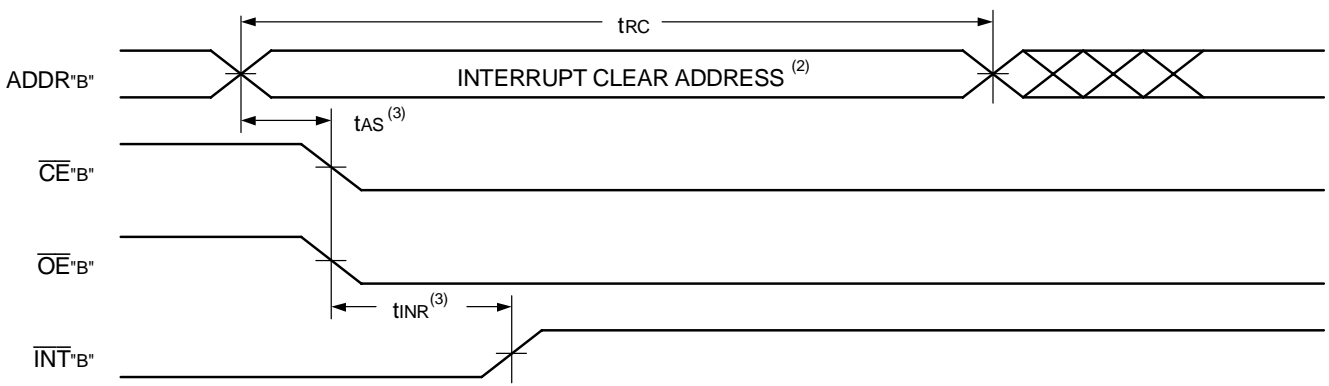 tRC
ADDR"B"
INTERRUPT CLEAR ADDRESS (2)
tAS(3)
CE"B"
OE"B"
tINR(3)
INT"B"